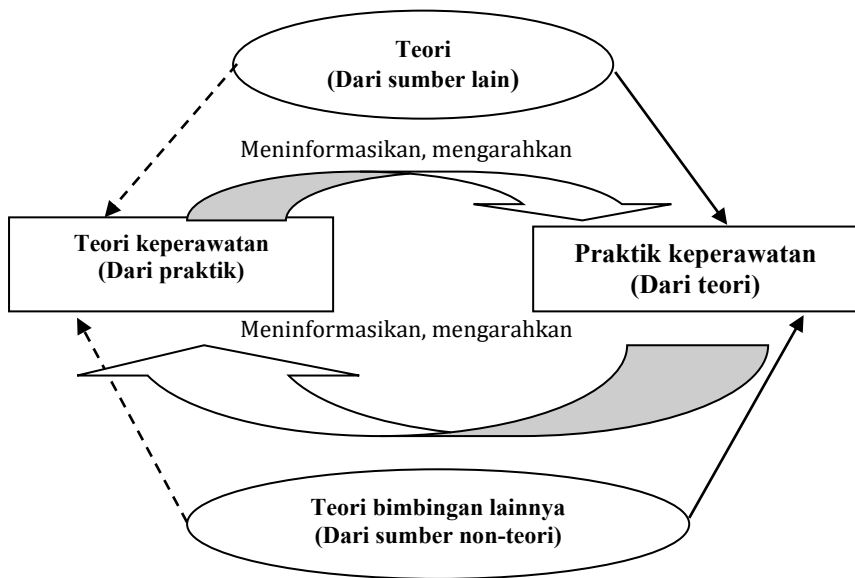 Teori
(Dari sumber lain)
Meninformasikan, mengarahkan
Teori keperawatan
(Dari praktik)
Praktik keperawatan
(Dari teori)
Meninformasikan, mengarahkan
Teori bimbingan lainnya
(Dari sumber non-teori)